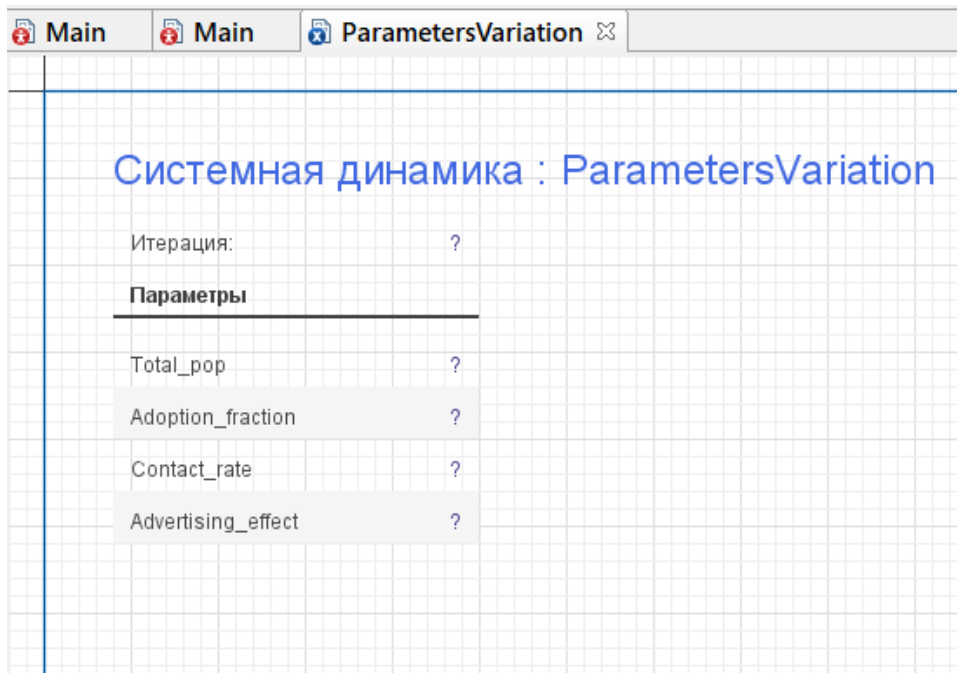 Main Main ParametersVariation
Системная динамика : ParametersVariation
Итерация: ?
Параметры
Total_pop ?
Adoption_fraction ?
Contact_rate ?
Advertising_effect ?